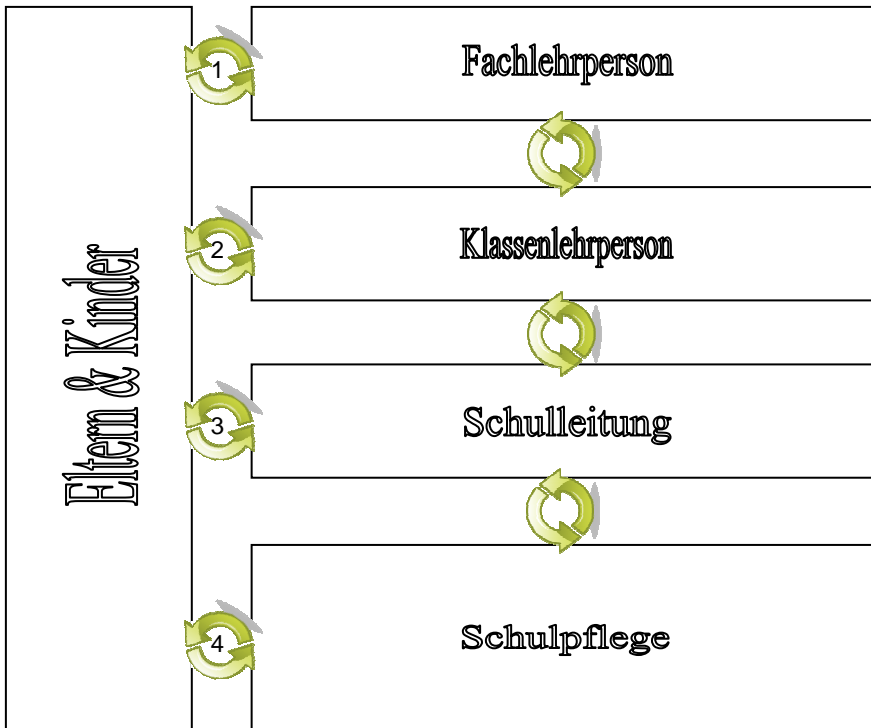 Eltern & Kinder
1
Fachlehrperson
2
Klassenlehrperson
3
Schulleitung
4
Schulpflege